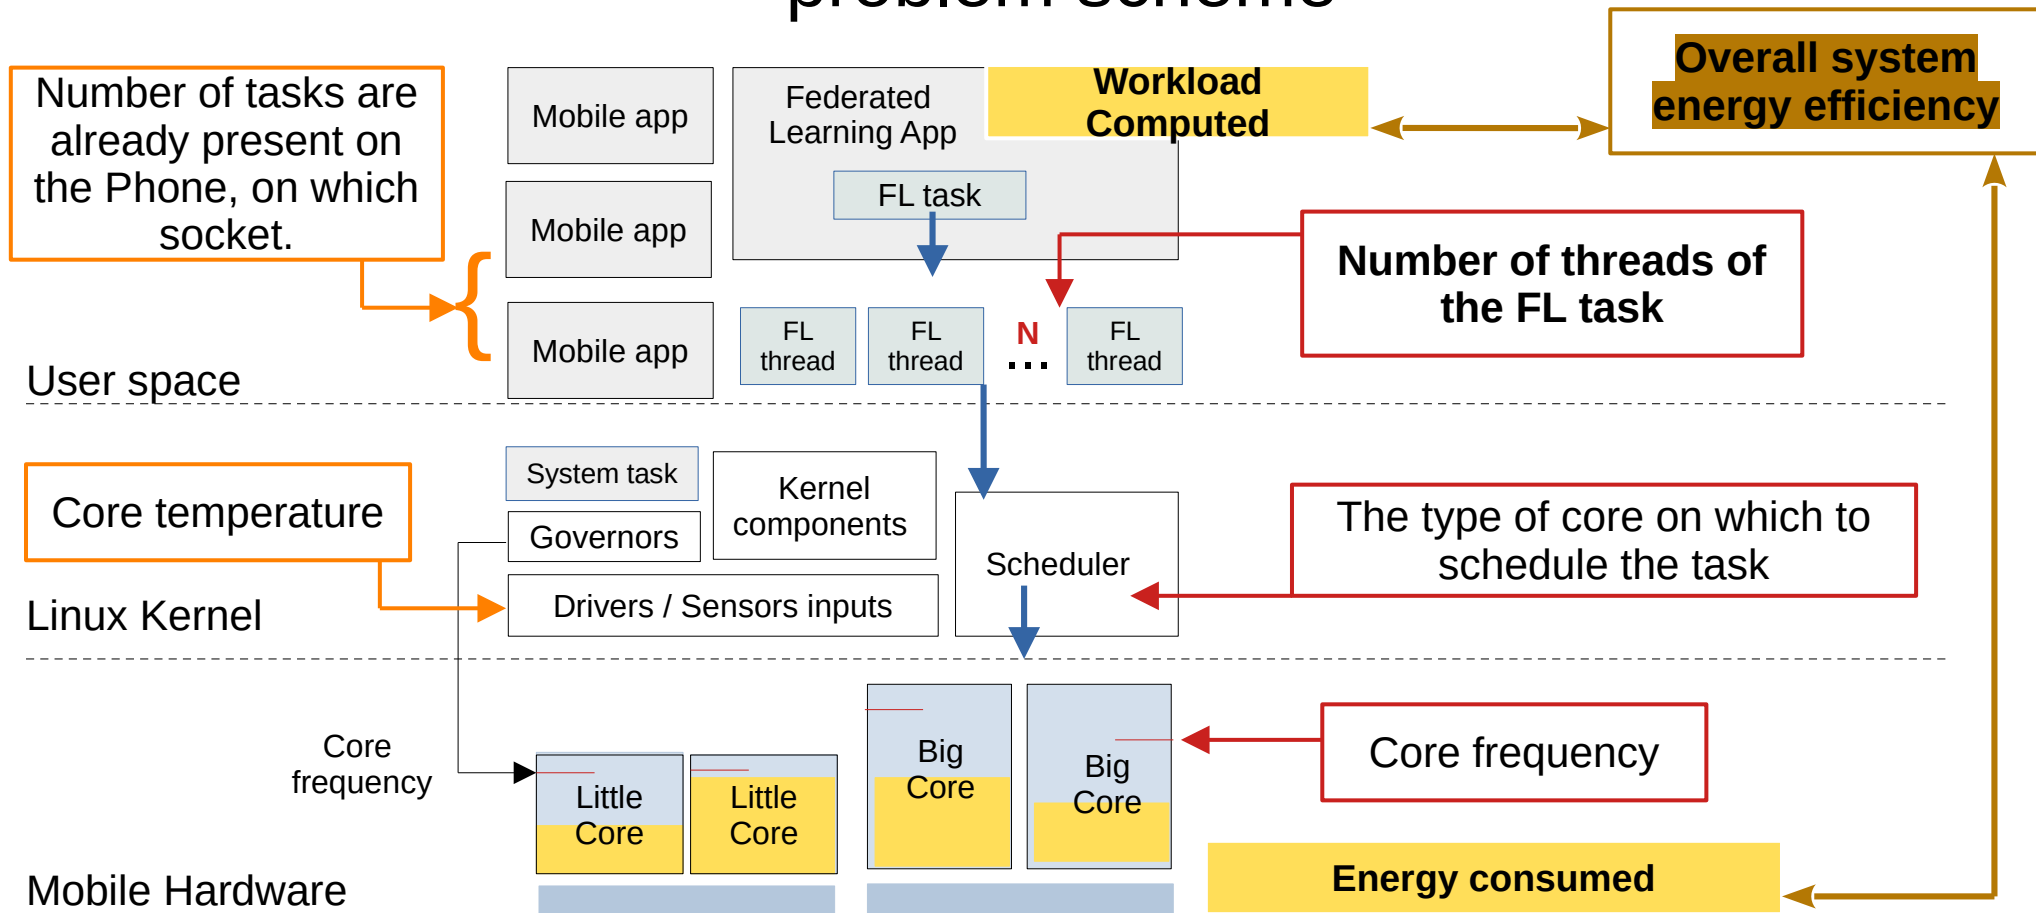 problem scheme
Number of tasks are
already present on
the Phone, on which
socket.
Mobile app
Mobile app
Mobile app
Federated
Learning App
Workload
Computed
FL task
Overall system
energy efficiency
Number of threads of
the FL task
FL
thread
FL
thread
N
...
FL
thread
User space
Core temperature
System task
Governors
Kernel
components
Drivers / Sensors inputs
Scheduler
The type of core on which to
schedule the task
Linux Kernel
Core
frequency
Little
Core
Little
Core
Big
Core
Big
Core
Core frequency
Energy consumed
Mobile Hardware